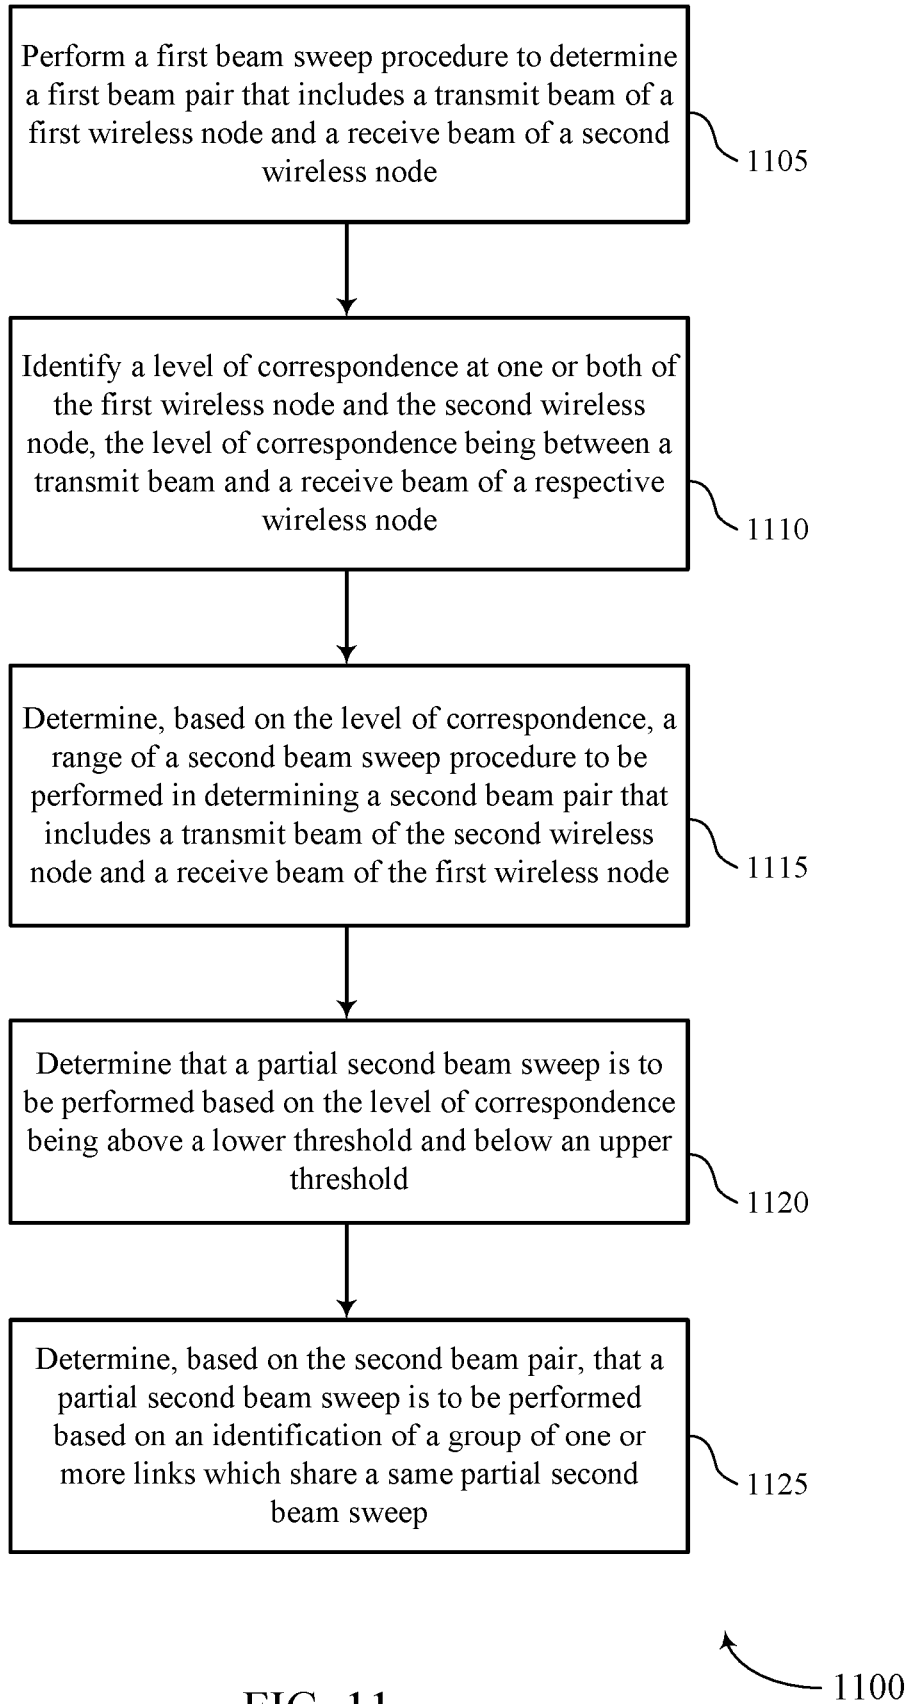 Perform a first beam sweep procedure to determine
a first beam pair that includes a transmit beam of a
first wireless node and a receive beam of a second
wireless node
1105
Identify a level of correspondence at one or both of
the first wireless node and the second wireless
node, the level of correspondence being between a
transmit beam and a receive beam of a respective
wireless node
1110
Determine, based on the level of correspondence, a
range of a second beam sweep procedure to be
performed in determining a second beam pair that
includes a transmit beam of the second wireless
node and a receive beam of the first wireless node
1115
Determine that a partial second beam sweep is to
be performed based on the level of correspondence
being above a lower threshold and below an upper
threshold
1120
Determine, based on the second beam pair, that a
partial second beam sweep is to be performed
based on an identification of a group of one or
more links which share a same partial second
beam sweep
1125
1100
FIG. 11